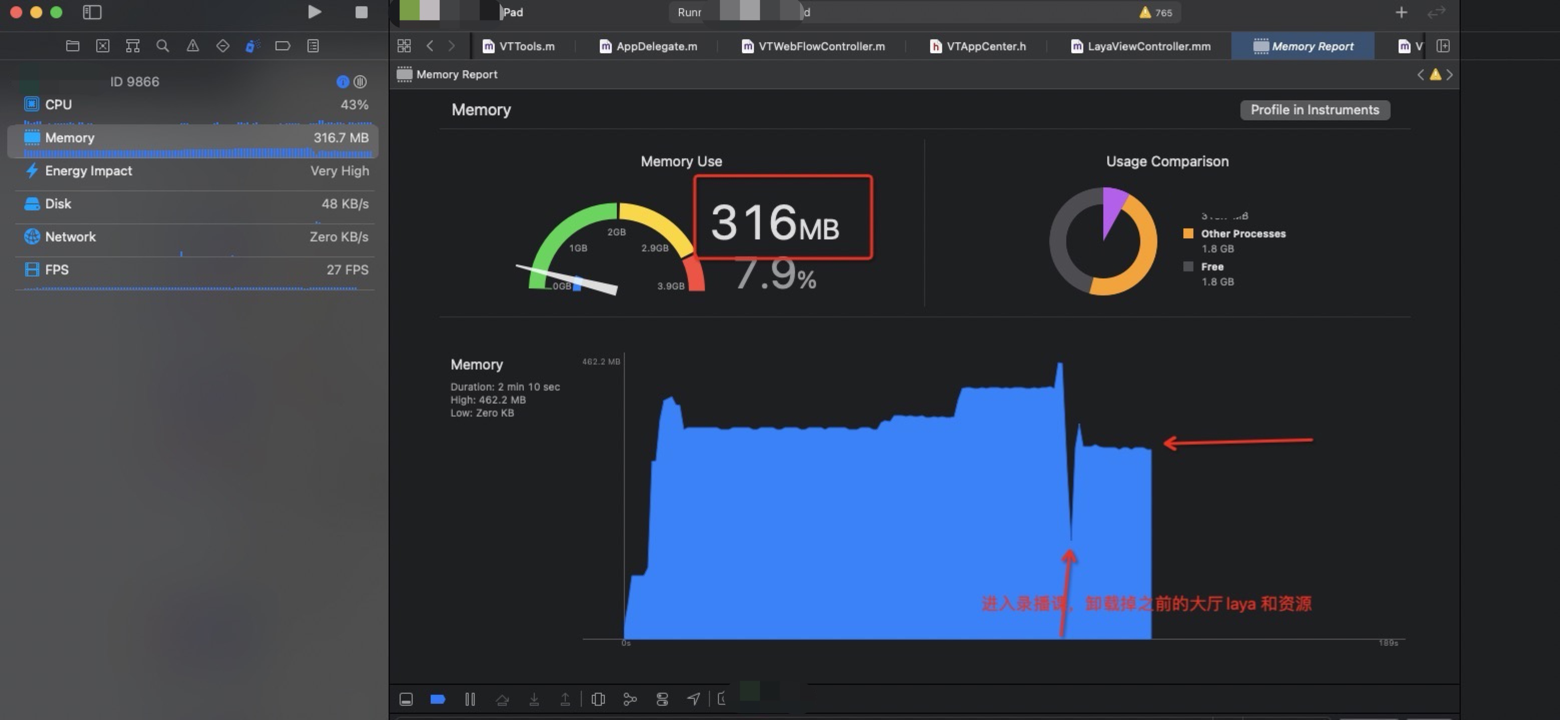 Pad
Runr
d
765
VTTools.m
AppDelegate.m
VTWebFlowController.m
VTAppCenter.h
LayaViewController.mm
Memory Report
V
Memory Report
ID 9866
CPU
43%
Memory
316.7 MB
Energy Impact
Very High
Disk
48 KB/s
Network
Zero KB/s
FPS
27 FPS
Memory
Profile in Instruments
Memory Use
316MB
7.9%
0GB
1GB
2GB
2.9GB
3.9GB
Usage Comparison
Other Processes
1.8 GB
Free
1.8 GB
Memory
Duration: 2 min 10 sec
High: 462.2 MB
Low: Zero KB
462.2 MB
进入录播课，卸载掉之前的大厅laya 和资源
0s
189s